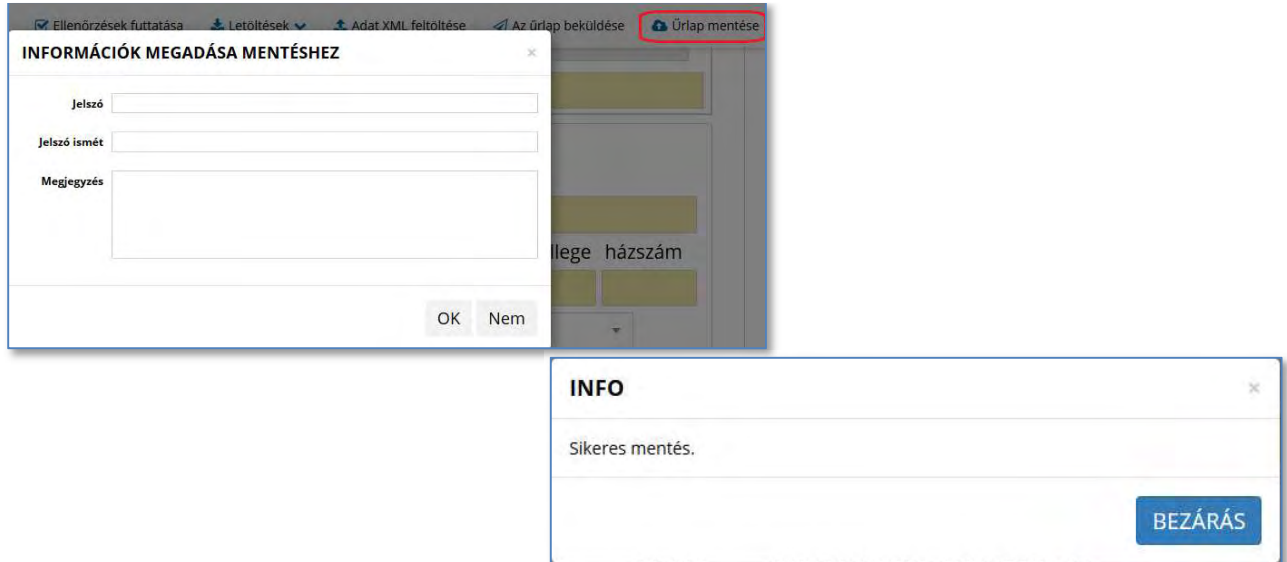 Ellenőrzések futtatása Letöltések Adat XML feltöltése Az űrlap beküldése Űrlap mentése
INFORMÁCIÓK MEGADÁSA MENTÉSHEZ ×
Jelszó
Jelszó ismét
Megjegyzés
llege házszám
OK Nem
INFO ×
Sikeres mentés.
BEZÁRÁS